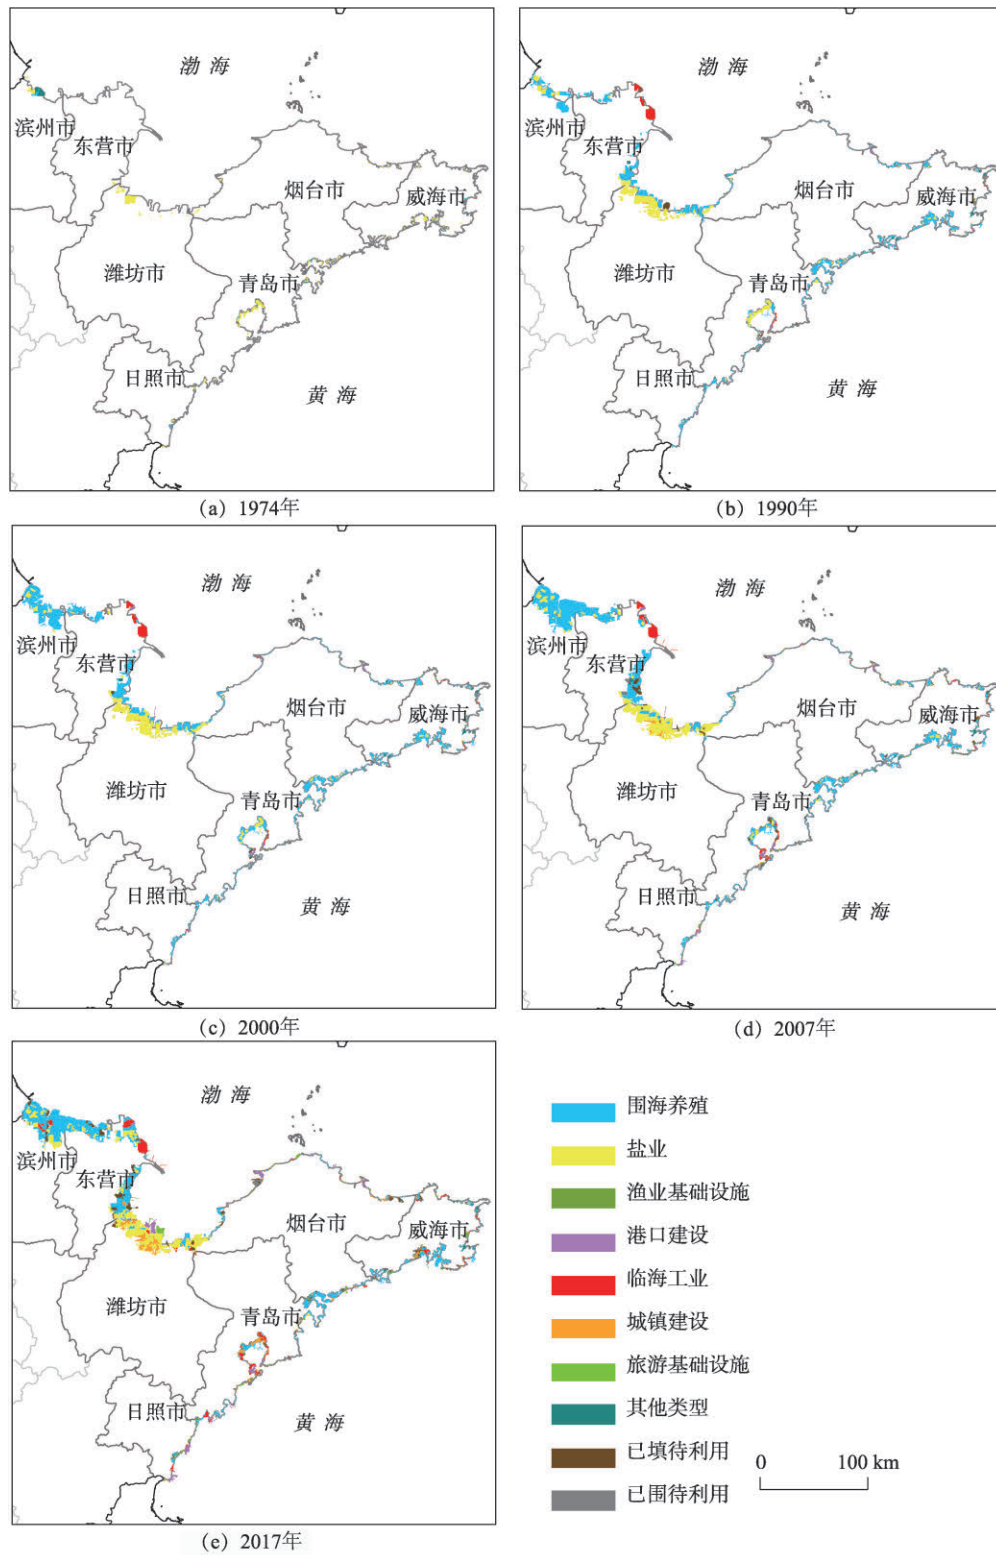 渤海
滨州市
东营市
烟台市
威海市
潍坊市
青岛市
日照市
黄海
(a) 1974年
渤海
滨州市
东营市
烟台市
威海市
潍坊市
青岛市
日照市
黄海
(b) 1990年
渤海
滨州市
东营市
烟台市
威海市
潍坊市
青岛市
日照市
黄海
(c) 2000年
渤海
滨州市
东营市
烟台市
威海市
潍坊市
青岛市
日照市
黄海
(d) 2007年
渤海
滨州市
东营市
烟台市
威海市
潍坊市
青岛市
日照市
黄海
(e) 2017年
围海养殖
盐业
渔业基础设施
港口建设
临海工业
城镇建设
旅游基础设施
其他类型
已填待利用
已围待利用
0 100 km